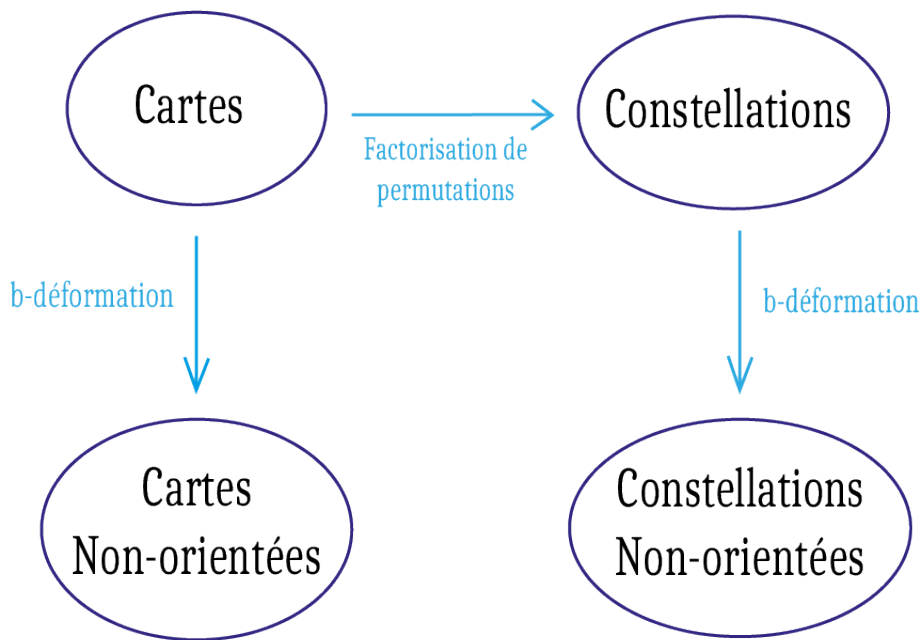 Cartes
Constellations
Factorisation de
permutations
b-déformation
b-déformation
Cartes
Non-orientées
Constellations
Non-orientées